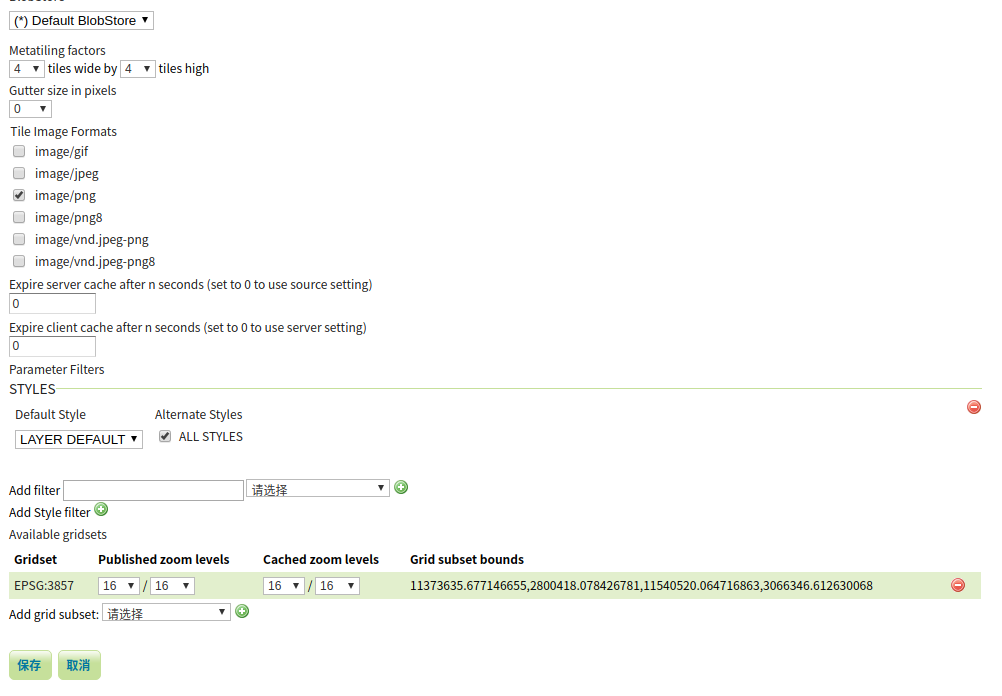 (*) Default BlobStore
Metatiling factors
4 tiles wide by 4 tiles high
Gutter size in pixels
0
Tile Image Formats
image/gif
image/jpeg
image/png
image/png8
image/vnd.jpeg-png
image/vnd.jpeg-png8
Expire server cache after n seconds (set to 0 to use source setting)
0
Expire client cache after n seconds (set to 0 to use server setting)
0
Parameter Filters
STYLES
Default Style Alternate Styles
LAYER DEFAULT ALL STYLES
Add filter 请选择
Add Style filter
Available gridsets
Gridset Published zoom levels Cached zoom levels Grid subset bounds
EPSG:3857 16 / 16 16 / 16 11373635.677146655,2800418.078426781,11540520.064716863,3066346.612630068
Add grid subset: 请选择
保存 取消